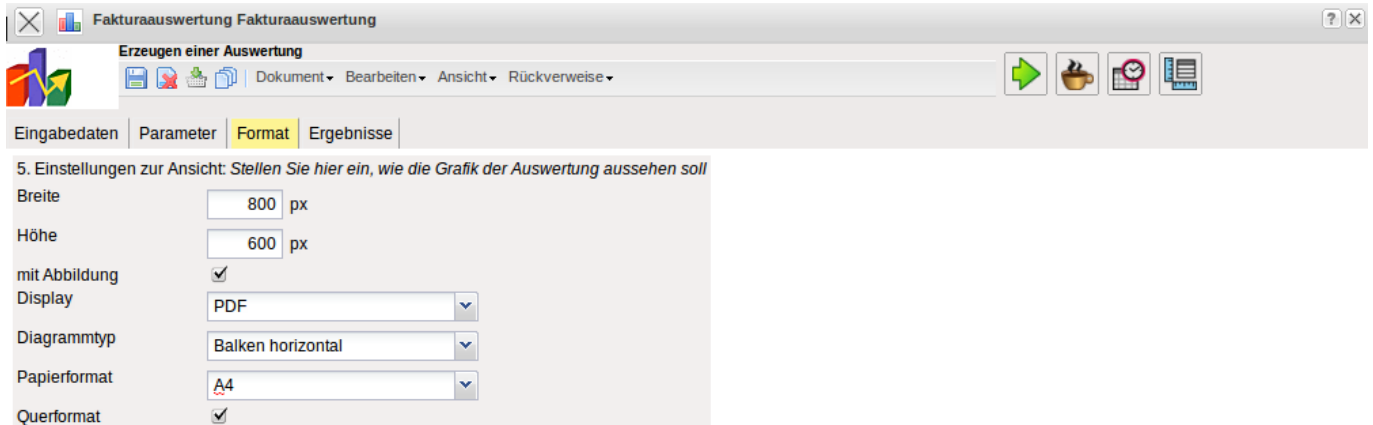 Fakturaauswertung Fakturaauswertung
Erzeugen einer Auswertung
Dokument Bearbeiten Ansicht Rückverweise
Eingabedaten Parameter Format Ergebnisse
5. Einstellungen zur Ansicht: Stellen Sie hier ein, wie die Grafik der Auswertung aussehen soll
Breite 800 px
Höhe 600 px
mit Abbildung
Display PDF
Diagrammtyp Balken horizontal
Papierformat A4
Querformat